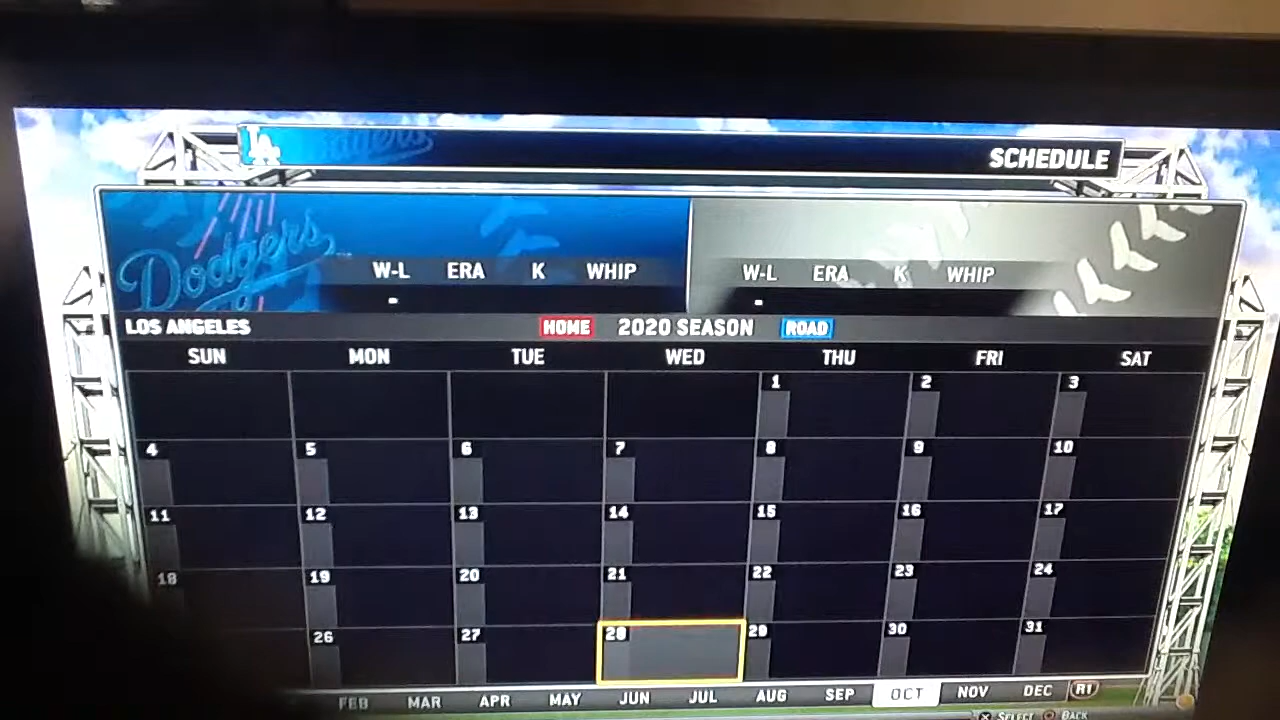 LA Dodgers SCHEDULE
Dodgers
W-L ERA K WHIP W-L ERA K WHIP
- -
LOS ANGELES HOME 2020 SEASON ROAD
SUN MON TUE WED THU FRI SAT
1 2 3
4 5 6 7 8 9 10
11 12 13 14 15 16 17
18 19 20 21 22 23 24
26 27 28 29 30 31
FEB MAR APR MAY JUN JUL AUG SEP OCT NOV DEC R1
SELECT BACK